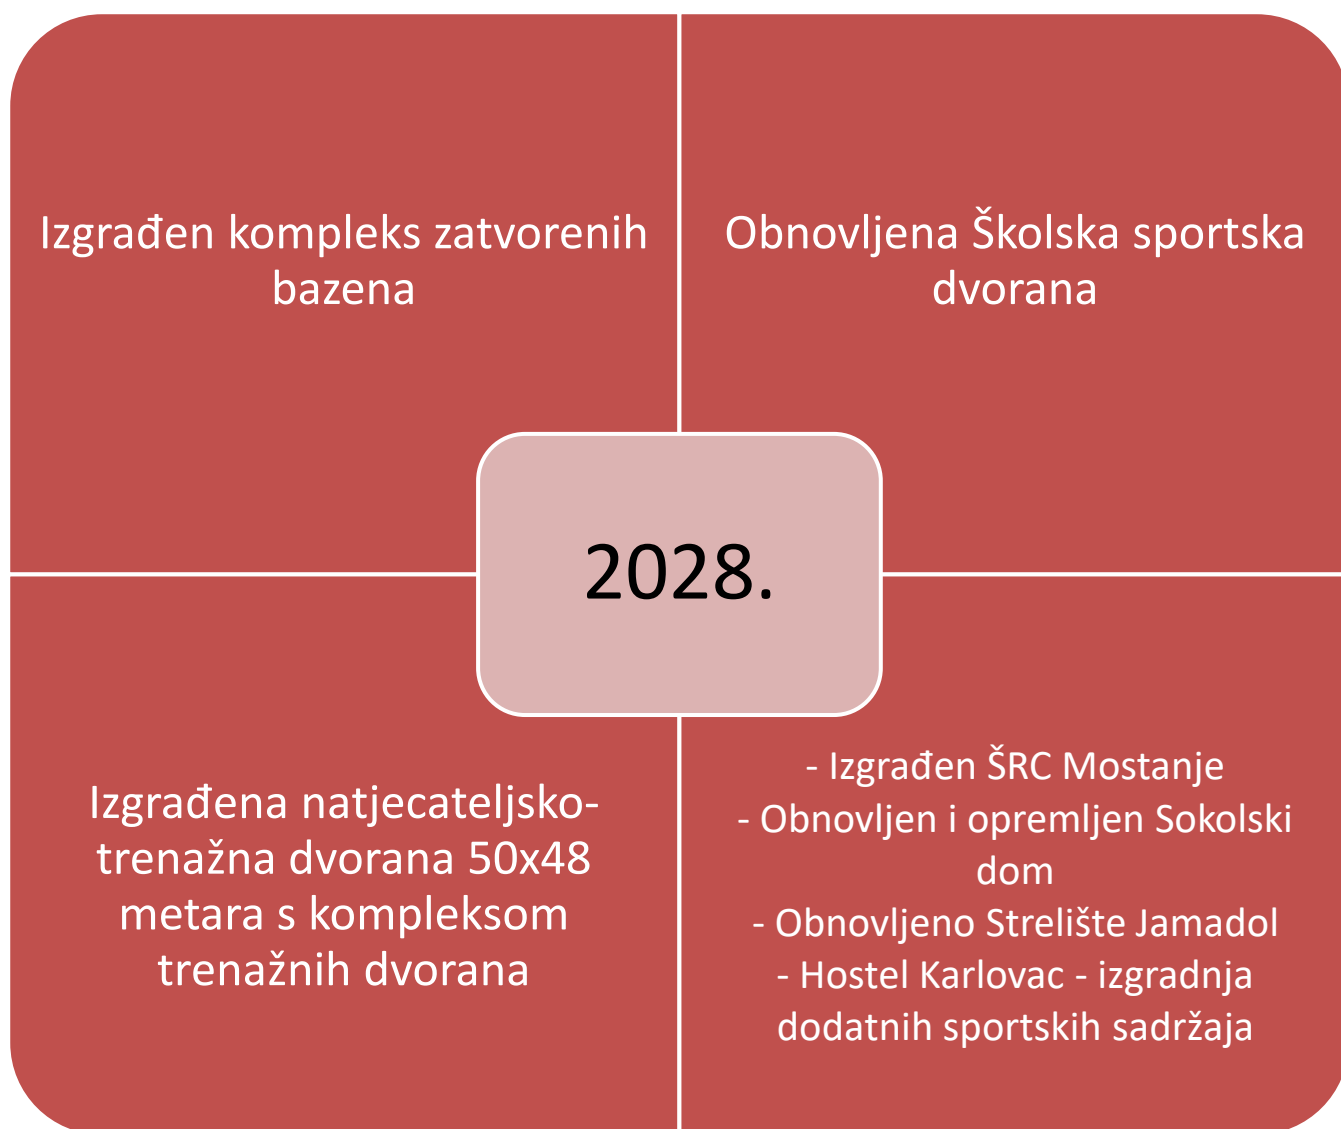 Izgrađen kompleks zatvorenih
bazena
Obnovljena Školska sportska
dvorana
2028.
Izgrađena natjecateljsko-
trenažna dvorana 50x48
metara s kompleksom
trenažnih dvorana
- Izgrađen ŠRC Mostanje
- Obnovljen i opremljen Sokolski
dom
- Obnovljeno Strelište Jamadol
- Hostel Karlovac - izgradnja
dodatnih sportskih sadržaja